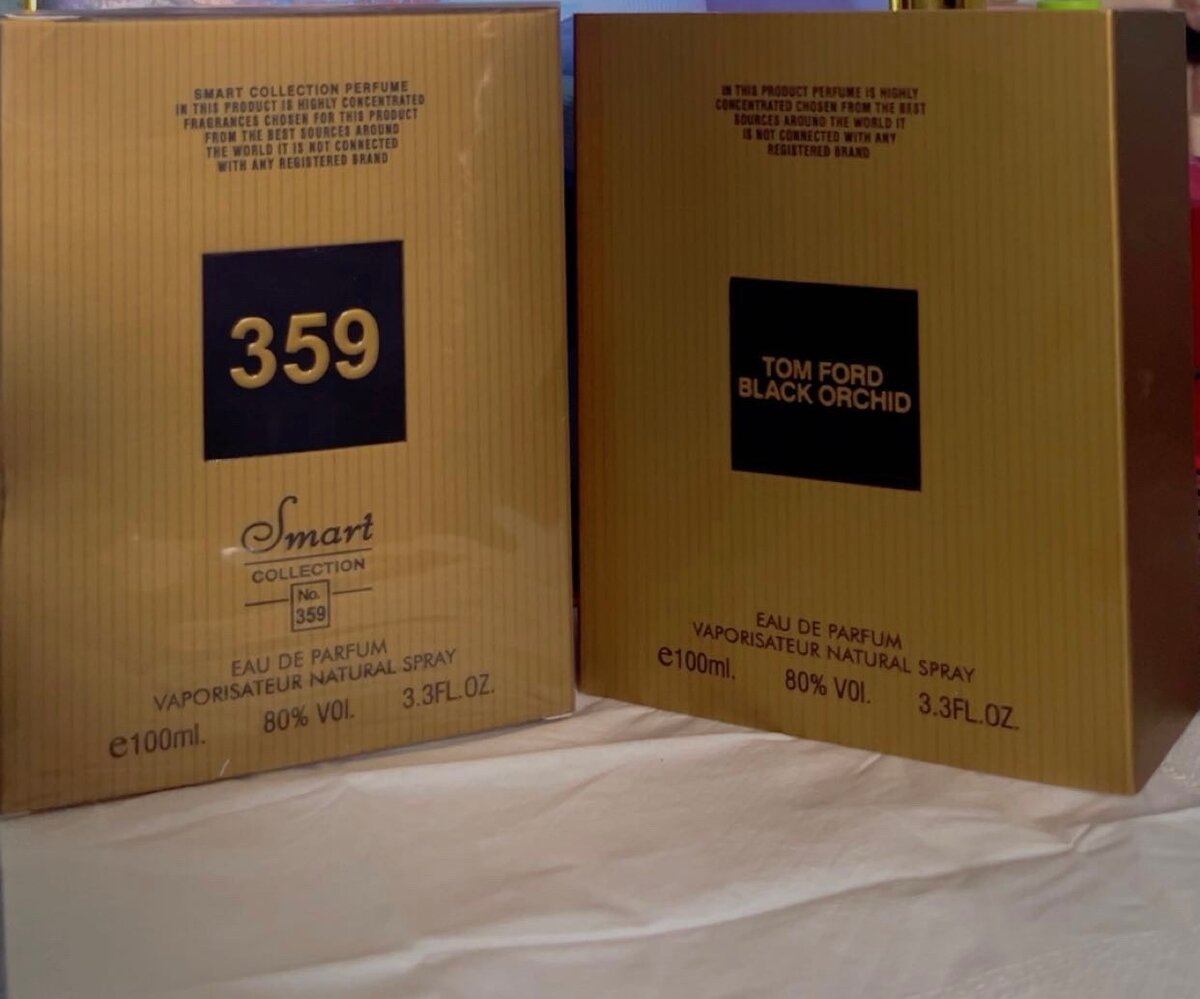 SMART COLLECTION PERFUME
IN THIS PRODUCT IS HIGHLY CONCENTRATED
FRAGRANCES CHOSEN FOR THIS PRODUCT
FROM THE BEST SOURCES AROUND
THE WORLD IT IS NOT CONNECTED
WITH ANY REGISTERED BRAND
359
Smart
COLLECTION
No.
359
EAU DE PARFUM
VAPORISATEUR NATURAL SPRAY
e100ml. 80% VOl. 3.3FL.OZ.
IN THIS PRODUCT PERFUME IS HIGHLY
CONCENTRATED CHOSEN FROM THE BEST
SOURCES AROUND THE WORLD IT
IS NOT CONNECTED WITH ANY
REGISTERED BRAND
TOM FORD
BLACK ORCHID
EAU DE PARFUM
VAPORISATEUR NATURAL SPRAY
e100ml. 80% VOl. 3.3FL.OZ.